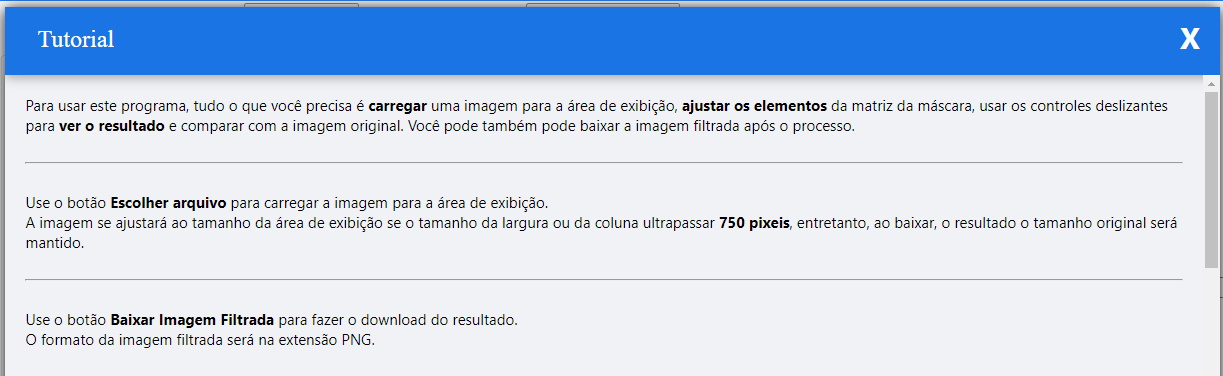 Tutorial
X
Para usar este programa, tudo o que você precisa é carregar uma imagem para a área de exibição, ajustar os elementos da matriz da máscara, usar os controles deslizantes
para ver o resultado e comparar com a imagem original. Você pode também pode baixar a imagem filtrada após o processo.
Use o botão Escolher arquivo para carregar a imagem para a área de exibição.
A imagem se ajustará ao tamanho da área de exibição se o tamanho da largura ou da coluna ultrapassar 750 pixeis, entretanto, ao baixar, o resultado o tamanho original será
mantido.
Use o botão Baixar Imagem Filtrada para fazer o download do resultado.
O formato da imagem filtrada será na extensão PNG.